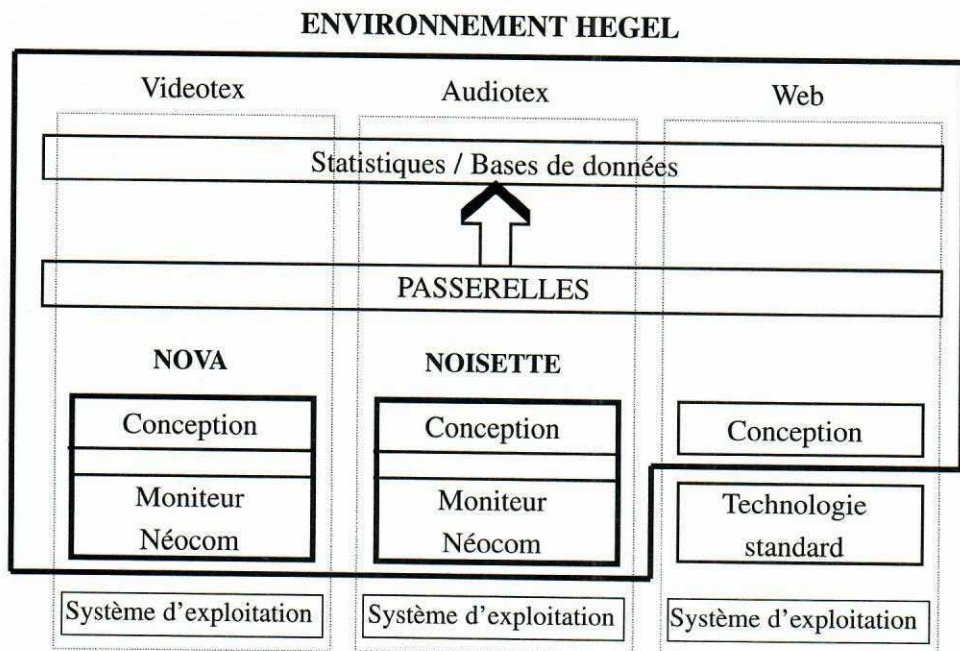 ENVIRONNEMENT HEGEL
Videotex
Audiotex
Web
Statistiques / Bases de données
PASSERELLES
NOVA
NOISETTE
Conception
Conception
Conception
Moniteur
Néocom
Moniteur
Néocom
Technologie
standard
Système d'exploitation
Système d'exploitation
Système d'exploitation